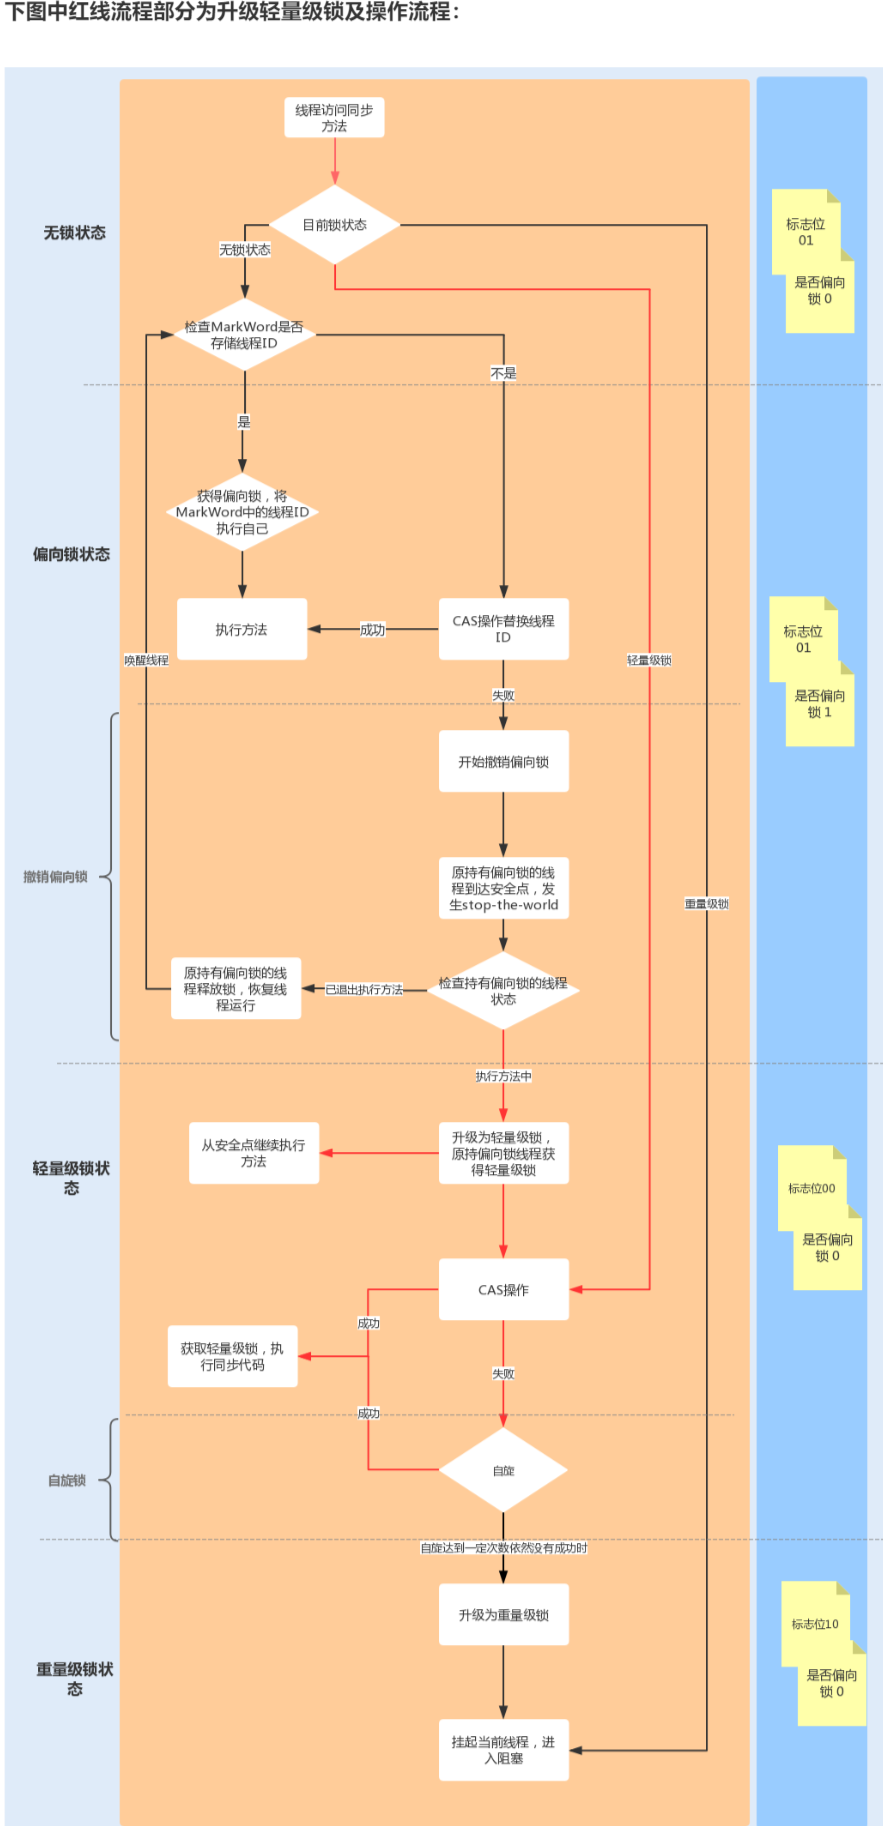 下图中红线流程部分为升级轻量级锁及操作流程：
线程访问同步
方法
无锁状态
目前锁状态
标志位
01
无锁状态
是否偏向
锁 0
检查MarkWord是否
存储线程ID
不是
是
获得偏向锁，将
MarkWord中的线程ID
执行自己
偏向锁状态
执行方法
成功
CAS操作替换线程
ID
标志位
01
唤醒线程
轻量级锁
失败
是否偏向
锁 1
开始撤销偏向锁
撤销偏向锁
原持有偏向锁的线
程到达安全点，发
生stop-the-world
重量级锁
原持有偏向锁的线
程释放锁，恢复线
程运行
已退出执行方法
检查持有偏向锁的线程
状态
执行方法中
轻量级锁状
态
从安全点继续执行
方法
升级为轻量级锁，
原持偏向锁线程获
得轻量级锁
标志位00
是否偏向
锁 0
CAS操作
成功
获取轻量级锁，执
行同步代码
失败
成功
自旋锁
自旋
自旋达到一定次数依然没有成功时
升级为重量级锁
标志位10
重量级锁状
态
是否偏向
锁 0
挂起当前线程，进
入阻塞